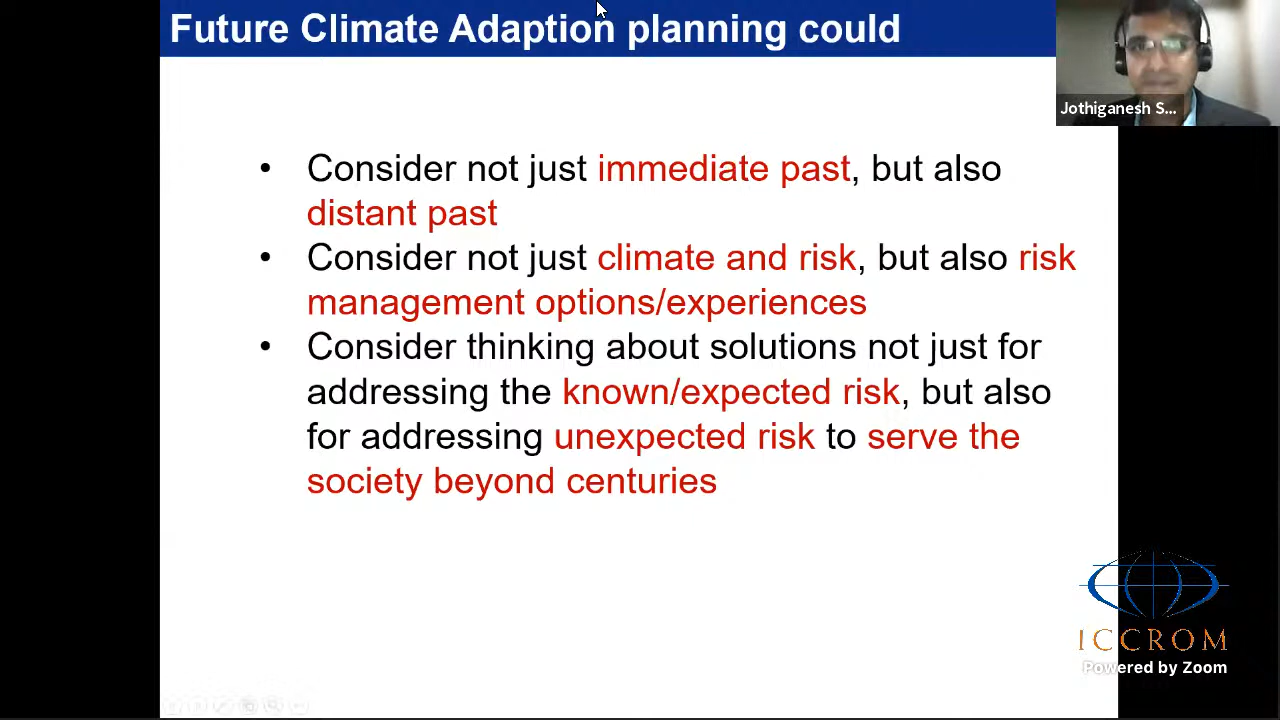 Future Climate Adaption planning could
Jothiganesh S...
• Consider not just immediate past, but also
distant past
• Consider not just climate and risk, but also risk
management options/experiences
• Consider thinking about solutions not just for
addressing the known/expected risk, but also
for addressing unexpected risk to serve the
society beyond centuries
ICCROM
Powered by Zoom